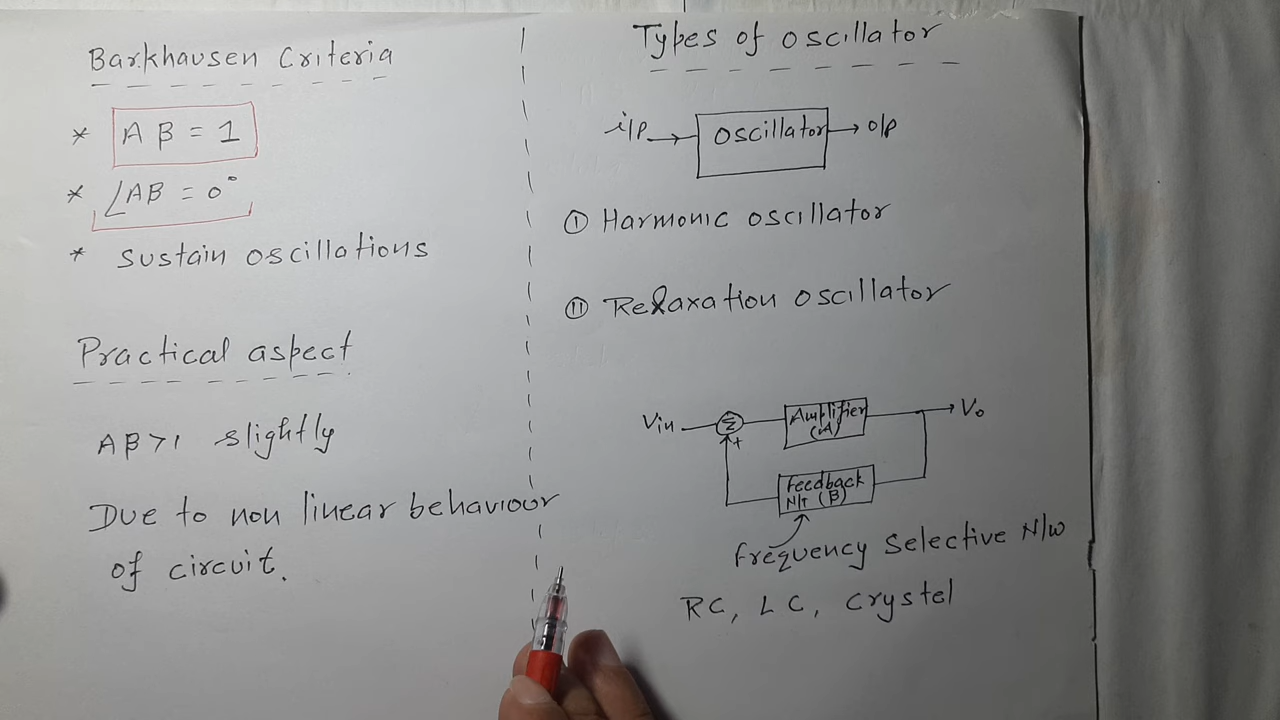 Barkhausen Criteria
* Aβ = 1
* ∠Aβ = 0°
* Sustain oscillations
Practical aspect
Aβ>1 slightly
Due to non linear behaviour
of circuit.
Types of oscillator
i/p → Oscillator → o/p
① Harmonic oscillator
② Relaxation oscillator
Vin Σ + Amplifier (A) → Vo
Feedback
N/T (β)
frequency Selective N/w
RC, LC, Crystel